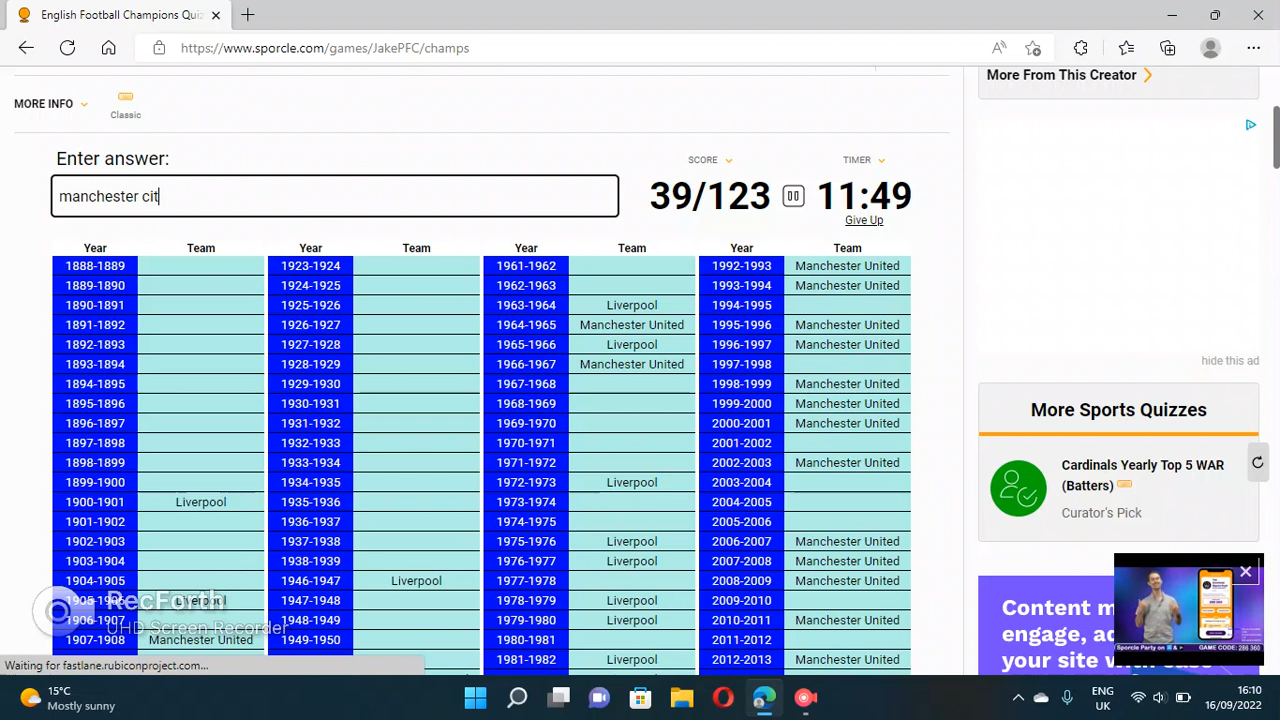 English Football Champions Quiz
https://www.sporcle.com/games/JakePFC/champs
MORE INFO
Classic
More From This Creator
Enter answer:
manchester cit
SCORE
39/123
TIMER
11:49
Give Up
Year Team Year Team Year Team Year Team
1888-1889 1923-1924 1961-1962 1992-1993 Manchester United
1889-1890 1924-1925 1962-1963 1993-1994 Manchester United
1890-1891 1925-1926 1963-1964 Liverpool 1994-1995
1891-1892 1926-1927 1964-1965 Manchester United 1995-1996 Manchester United
1892-1893 1927-1928 1965-1966 Liverpool 1996-1997 Manchester United
1893-1894 1928-1929 1966-1967 Manchester United 1997-1998
1894-1895 1929-1930 1967-1968 1998-1999 Manchester United
1895-1896 1930-1931 1968-1969 1999-2000 Manchester United
1896-1897 1931-1932 1969-1970 2000-2001 Manchester United
1897-1898 1932-1933 1970-1971 2001-2002
1898-1899 1933-1934 1971-1972 2002-2003 Manchester United
1899-1900 1934-1935 1972-1973 Liverpool 2003-2004
1900-1901 Liverpool 1935-1936 1973-1974 2004-2005
1901-1902 1936-1937 1974-1975 2005-2006
1902-1903 1937-1938 1975-1976 Liverpool 2006-2007 Manchester United
1903-1904 1938-1939 1976-1977 Liverpool 2007-2008 Manchester United
1904-1905 1946-1947 Liverpool 1977-1978 2008-2009 Manchester United
1905-1906 Liverpool 1947-1948 1978-1979 Liverpool 2009-2010
1906-1907 1948-1949 1979-1980 Liverpool 2010-2011 Manchester United
1907-1908 Manchester United 1949-1950 1980-1981 2011-2012
1981-1982 Liverpool 2012-2013 Manchester United
RecForth
UHD Screen Recorder
Waiting for fastlane.rubiconproject.com...
hide this ad
More Sports Quizzes
Cardinals Yearly Top 5 WAR
(Batters)
Curator's Pick
Content m
engage, ad
your site with
GAME CODE: 286 360
15°C
Mostly sunny
ENG
UK
16:10
16/09/2022